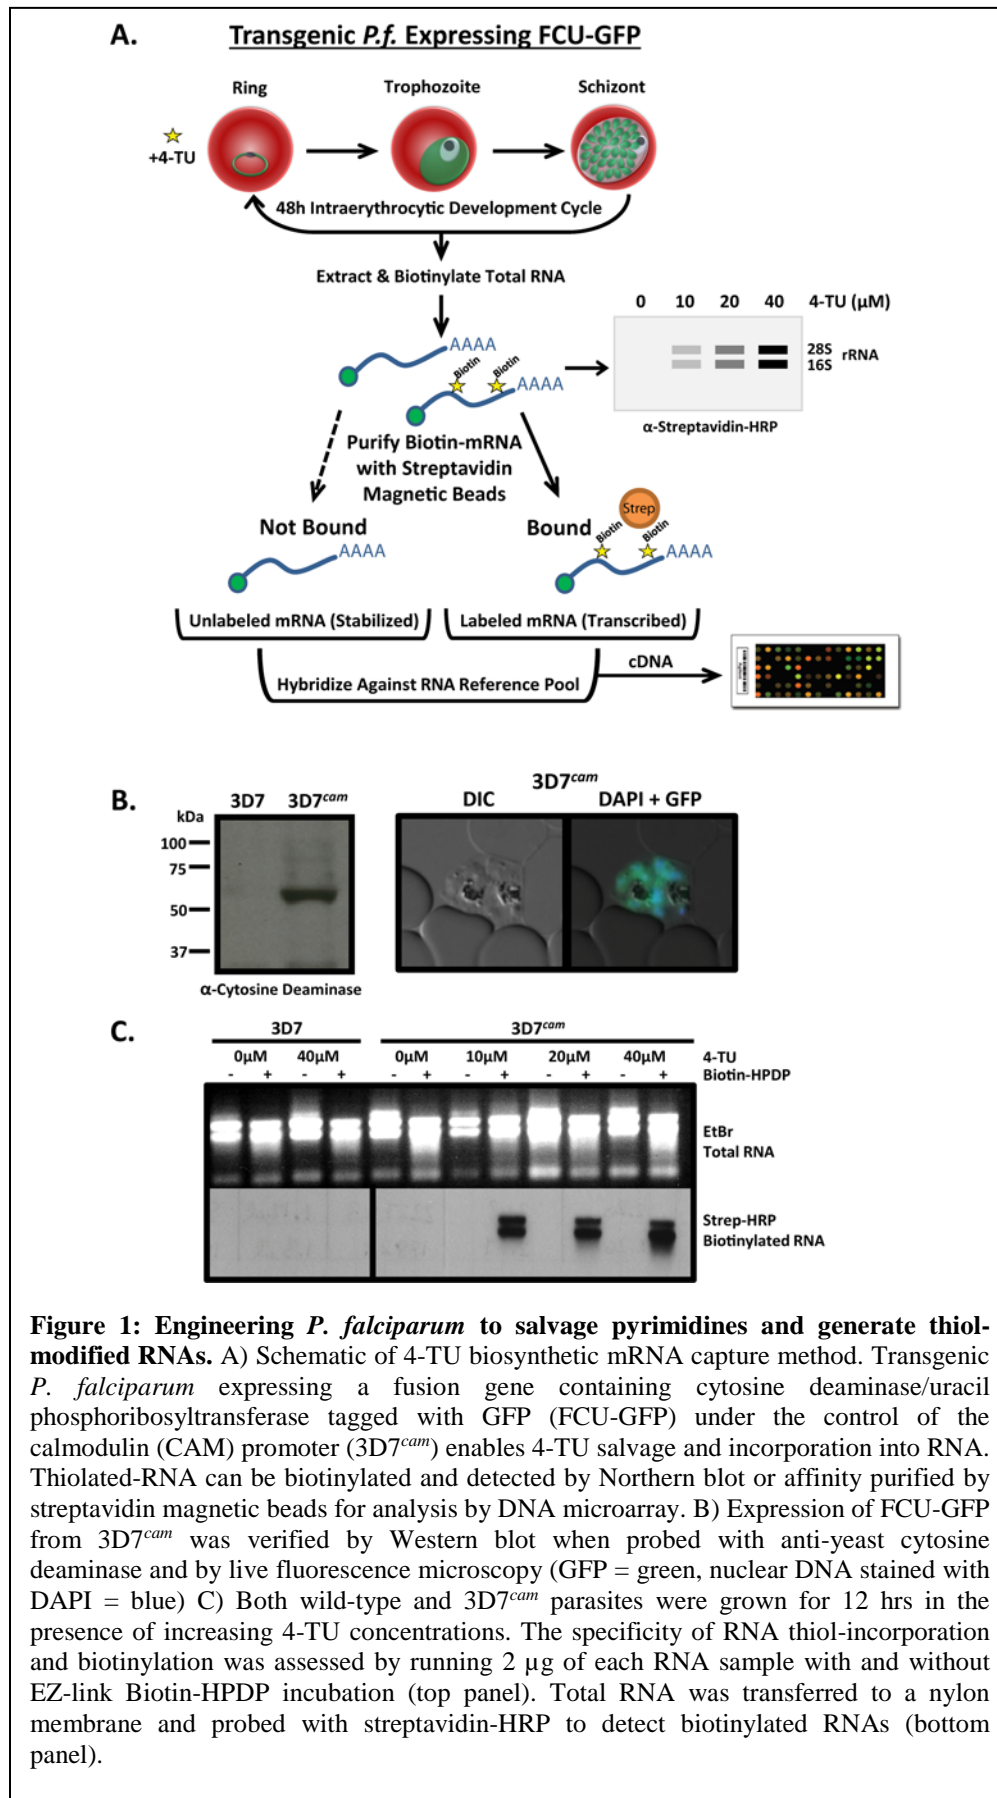 A.
Transgenic P.f. Expressing FCU-GFP
Ring
Trophozoite
Schizont
+4-TU
48h Intraerythrocytic Development Cycle
Extract & Biotinylate Total RNA
0 10 20 40 4-TU (µM)
AAAA
Biotin
Biotin
AAAA
28S
16S
rRNA
α-Streptavidin-HRP
Purify Biotin-mRNA
with Streptavidin
Magnetic Beads
Not Bound
AAAA
Bound
Strep
Biotin
Biotin
AAAA
Unlabeled mRNA (Stabilized)
Labeled mRNA (Transcribed)
Hybridize Against RNA Reference Pool
cDNA
B.
3D7 3D7cam
kDa
100
75
50
37
α-Cytosine Deaminase
3D7cam
DIC
DAPI + GFP
C.
3D7
3D7cam
0µM 40µM 0µM 10µM 20µM 40µM 4-TU
- + - + - + - + - + - + Biotin-HPDP
EtBr
Total RNA
Strep-HRP
Biotinylated RNA
Figure 1: Engineering P. falciparum to salvage pyrimidines and generate thiol-
modified RNAs. A) Schematic of 4-TU biosynthetic mRNA capture method. Transgenic
P. falciparum expressing a fusion gene containing cytosine deaminase/uracil
phosphoribosyltransferase tagged with GFP (FCU-GFP) under the control of the
calmodulin (CAM) promoter (3D7cam) enables 4-TU salvage and incorporation into RNA.
Thiolated-RNA can be biotinylated and detected by Northern blot or affinity purified by
streptavidin magnetic beads for analysis by DNA microarray. B) Expression of FCU-GFP
from 3D7cam was verified by Western blot when probed with anti-yeast cytosine
deaminase and by live fluorescence microscopy (GFP = green, nuclear DNA stained with
DAPI = blue) C) Both wild-type and 3D7cam parasites were grown for 12 hrs in the
presence of increasing 4-TU concentrations. The specificity of RNA thiol-incorporation
and biotinylation was assessed by running 2 µg of each RNA sample with and without
EZ-link Biotin-HPDP incubation (top panel). Total RNA was transferred to a nylon
membrane and probed with streptavidin-HRP to detect biotinylated RNAs (bottom
panel).